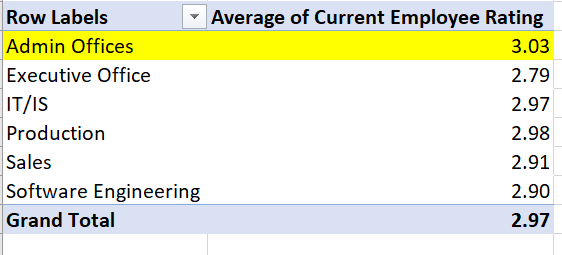 Row Labels Average of Current Employee Rating
Admin Offices 3.03
Executive Office 2.79
IT/IS 2.97
Production 2.98
Sales 2.91
Software Engineering 2.90
Grand Total 2.97